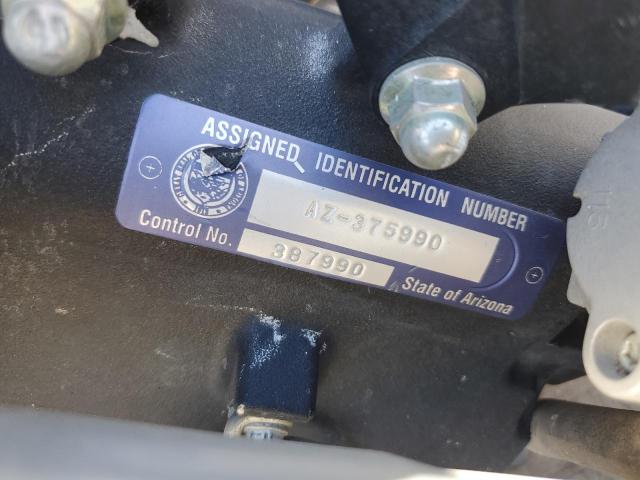 ASSIGNED IDENTIFICATION NUMBER
AZ-375990
Control No. 387990
State of Arizona